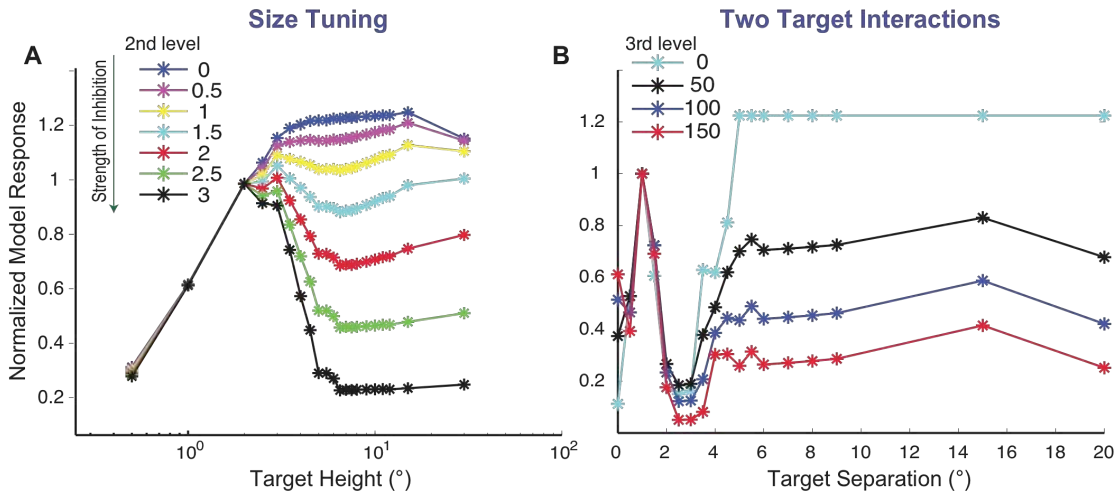 Size Tuning
Two Target Interactions
A
2nd level
Strength of Inhibition
0
0.5
1
1.5
2
2.5
3
Normalized Model Response
1.2
1
0.8
0.6
0.4
0.2
10⁰
10¹
10²
Target Height (°)
B
3rd level
0
50
100
150
1.2
1
0.8
0.6
0.4
0.2
0 2 4 6 8 10 12 14 16 18 20
Target Separation (°)